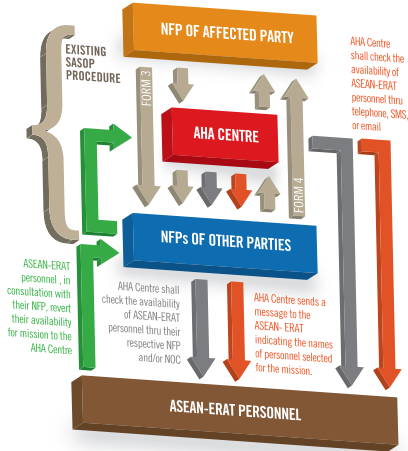 NFP OF AFFECTED PARTY
EXISTING
SASOP
PROCEDURE
AHA Centre
shall check the
availability of
ASEAN-ERAT
personnel thru
telephone, SMS,
or email
FORM 3
AHA CENTRE
FORM 4
NFPs OF OTHER PARTIES
ASEAN-ERAT
personnel , in
consultation with
their NFP, revert
their availability
for mission to the
AHA Centre
AHA Centre shall
check the availability
of ASEAN-ERAT
personnel thru their
respective NFP
and/or NOC
AHA Centre sends a
message to the
ASEAN- ERAT
indicating the names
of personnel selected
for the mission.
ASEAN-ERAT PERSONNEL